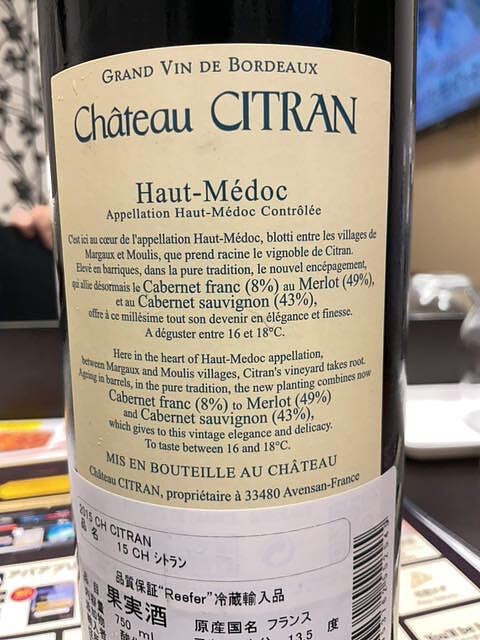 GRAND VIN DE BORDEAUX
Château CITRAN
Haut-Médoc
Appellation Haut-Médoc Contrôlée
C'est ici au cœur de l'appellation Haut-Médoc, blotti entre les villages de
Margaux et Moulis, que prend racine le vignoble de Citran.
Elevé en barriques, dans la pure tradition, le nouvel encépagement,
qui allie désormais le Cabernet franc (8%) au Merlot (49%),
et au Cabernet sauvignon (43%),
offre à ce millésime tout son devenir en élégance et finesse.
A déguster entre 16 et 18°C.
Here in the heart of Haut-Medoc appellation,
between Margaux and Moulis villages, Citran's vineyard takes root.
Ageing in barrels, in the pure tradition, the new planting combines now
Cabernet franc (8%) to Merlot (49%)
and Cabernet sauvignon (43%),
which gives to this vintage elegance and delicacy.
To taste between 16 and 18°C.
MIS EN BOUTEILLE AU CHÂTEAU
Château CITRAN, propriétaire à 33480 Avensan-France
2015 CH CITRAN
品 名 15 CH シトラン
品質保証"Reefer"冷蔵輸入品
果実酒
750 ml
原産国名 フランス
13.5 度